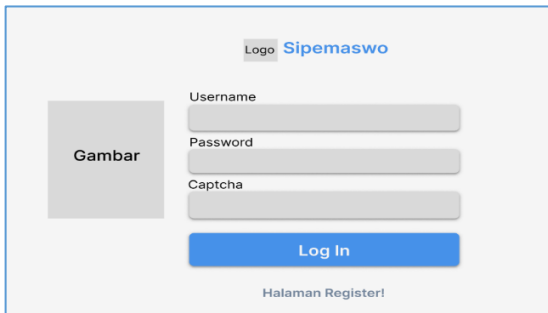 Logo Sipemaswo
Username
Password
Gambar
Captcha
Log In
Halaman Register!